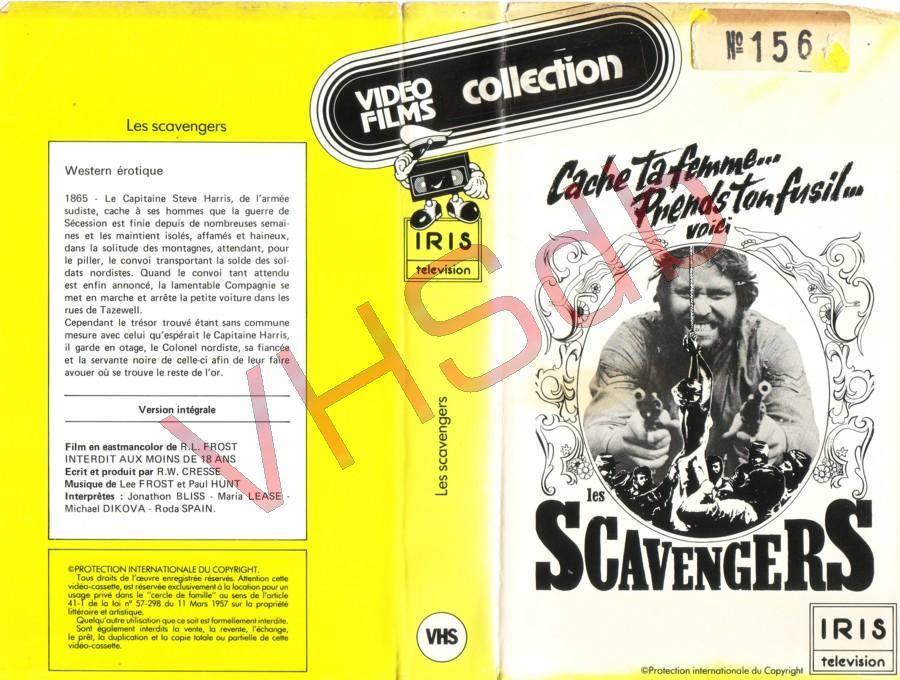 Les scavengers
Western érotique
1865 - Le Capitaine Steve Harris, de l'armée
sudiste, cache à ses hommes que la guerre de
Sécession est finie depuis de nombreuses semai-
nes et les maintient isolés, affamés et haineux,
dans la solitude des montagnes, attendant, pour
le piller, le convoi transportant la solde des sol-
dats nordistes. Quand le convoi tant attendu
est enfin annoncé, la lamentable Compagnie se
met en marche et arrête la petite voiture dans les
rues de Tazewell.
Cependant le trésor trouvé étant sans commune
mesure avec celui qu'espérait le Capitaine Harris,
il garde en otage, le Colonel nordiste, sa fiancée
et la servante noire de celle-ci afin de leur faire
avouer où se trouve le reste de l'or.
Version intégrale
Film en eastmancolor de R.L. FROST
INTERDIT AUX MOINS DE 18 ANS
Ecrit et produit par R.W. CRESSE
Musique de Lee FROST et Paul HUNT
Interprètes : Jonathon BLISS - Maria LEASE -
Michael DIKOVA - Roda SPAIN.
©PROTECTION INTERNATIONALE DU COPYRIGHT.
Tous droits de l'œuvre enregistrée réservés. Attention cette
vidéo-cassette, est réservée exclusivement à la location pour un
usage privé dans le "cercle de famille" au sens de l'article
41-1 de la loi n° 57-298 du 11 Mars 1957 sur la propriété
littéraire et artistique.
Quelqu'autre utilisation que ce soit est formellement interdite.
Sont également interdits la vente, la revente, l'échange,
le prêt, la duplication et la copie totale ou partielle de cette
vidéo-cassette.
VIDEO
FILMS
collection
IRIS
television
Les scavengers
VHS
Nº 156
Cache ta femme...
Prends ton fusil...
voici
les
SCAVENGERS
IRIS
television
©Protection internationale du Copyright
VHSdb